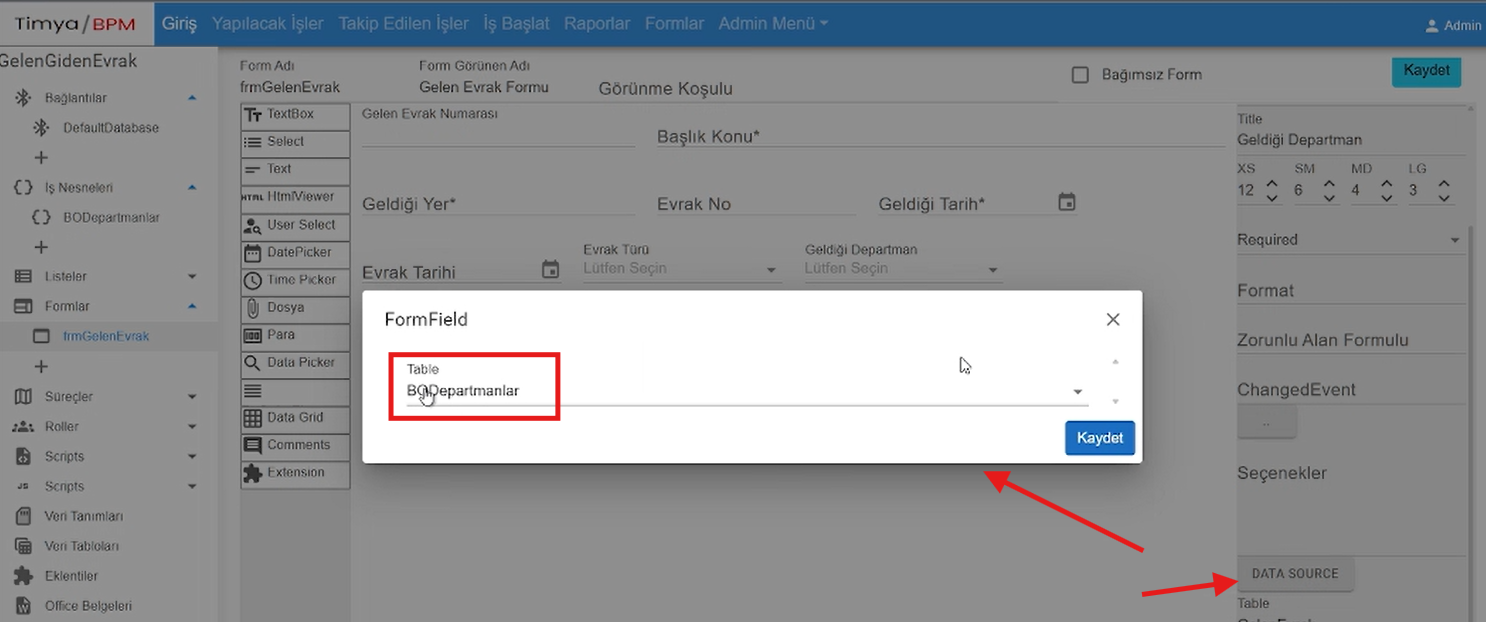 Timya/BPM Giriş Yapılacak İşler Takip Edilen İşler İş Başlat Raporlar Formlar Admin Menü Admin
GelenGidenEvrak
Bağlantılar
DefaultDatabase
İş Nesneleri
BODepartmanlar
Listeler
Formlar
frmGelenEvrak
Süreçler
Roller
Scripts
JS Scripts
Veri Tanımları
Veri Tabloları
Eklentiler
Office Belgeleri
Form Adı
frmGelenEvrak
Form Görünen Adı
Gelen Evrak Formu
Görünme Koşulu
Bağımsız Form
Kaydet
TextBox
Select
Text
HTML HtmlViewer
User Select
DatePicker
Time Picker
Dosya
Para
Data Picker
Data Grid
Comments
Extension
Gelen Evrak Numarası
Başlık Konu*
Geldiği Yer*
Evrak No
Geldiği Tarih*
Evrak Tarihi
Evrak Türü
Lütfen Seçin
Geldiği Departman
Lütfen Seçin
FormField
Table
BODepartmanlar
Kaydet
Title
Geldiği Departman
XS SM MD LG
12 6 4 3
Required
Format
Zorunlu Alan Formulu
ChangedEvent
..
Seçenekler
DATA SOURCE
Table